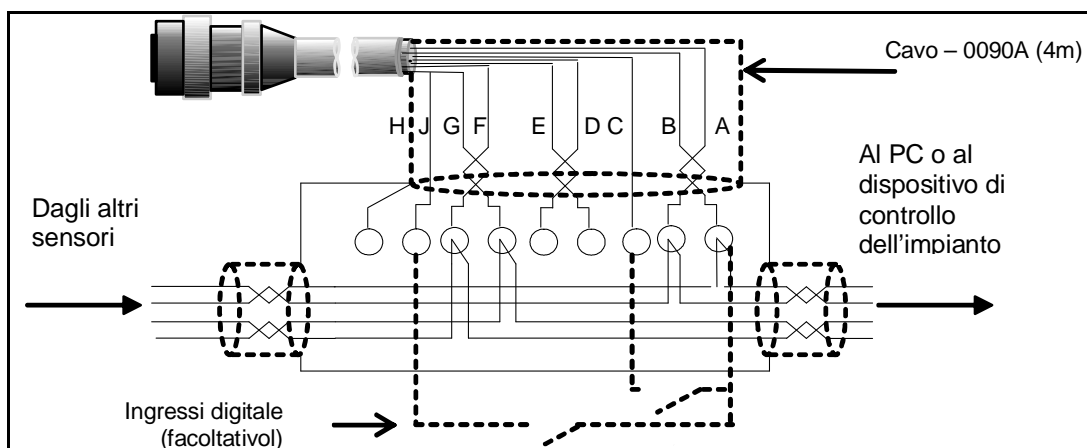 Cavo – 0090A (4m)
H J G F E D C B A
Al PC o al
dispositivo di
controllo
dell'impianto
Dagli altri
sensori
Ingressi digitale
(facoltativol)